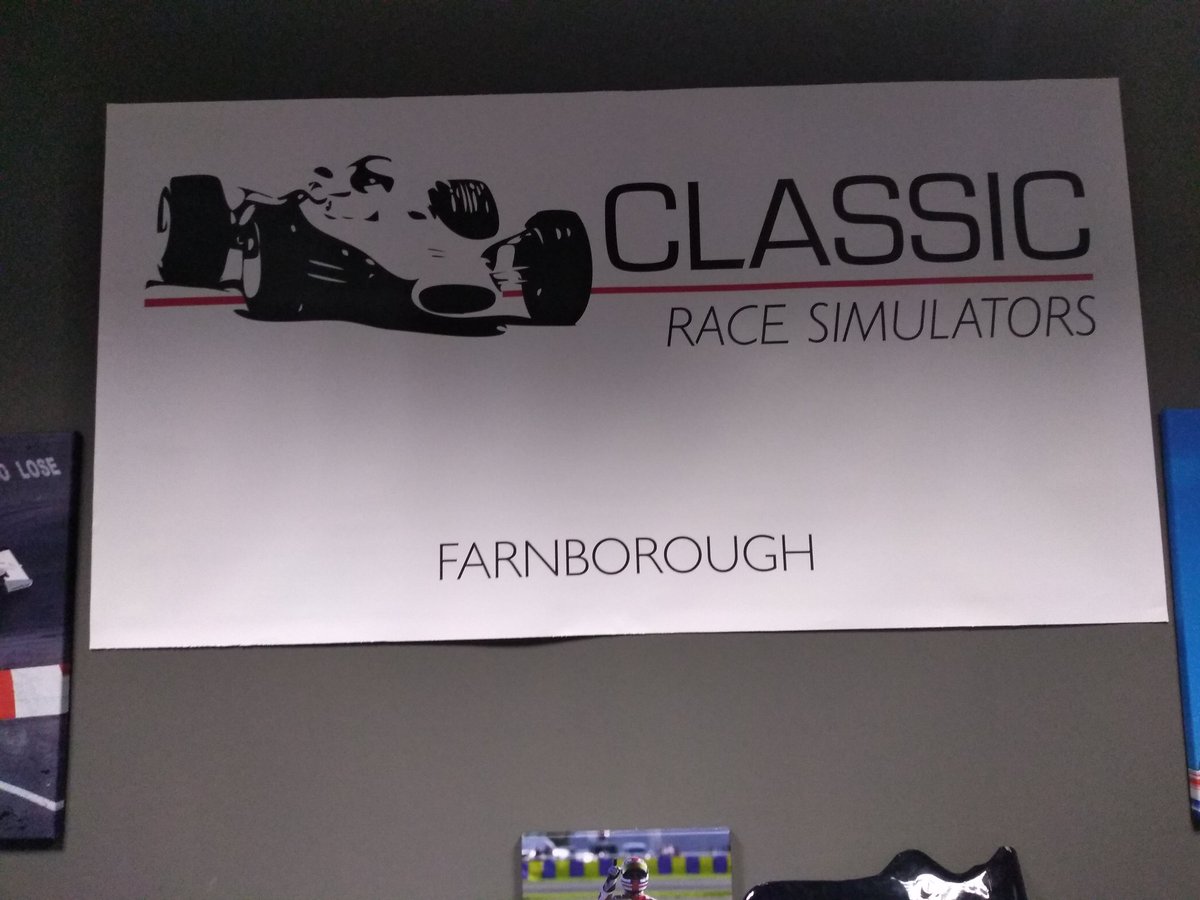 CLASSIC
RACE SIMULATORS
LOSE
FARNBOROUGH